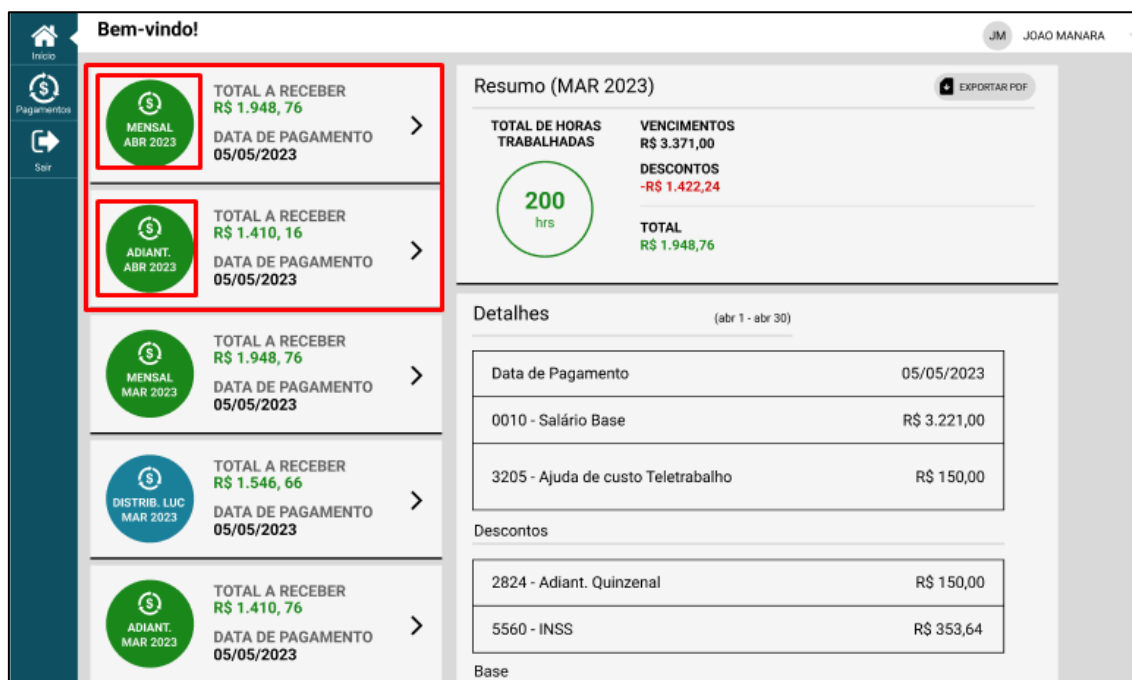 Início
Pagamentos
Sair
Bem-vindo!
JM
JOAO MANARA
MENSAL
ABR 2023
TOTAL A RECEBER
R$ 1.948, 76
DATA DE PAGAMENTO
05/05/2023
ADIANT.
ABR 2023
TOTAL A RECEBER
R$ 1.410, 16
DATA DE PAGAMENTO
05/05/2023
MENSAL
MAR 2023
TOTAL A RECEBER
R$ 1.948, 76
DATA DE PAGAMENTO
05/05/2023
DISTRIB. LUC
MAR 2023
TOTAL A RECEBER
R$ 1.546, 66
DATA DE PAGAMENTO
05/05/2023
ADIANT.
MAR 2023
TOTAL A RECEBER
R$ 1.410, 76
DATA DE PAGAMENTO
05/05/2023
Resumo (MAR 2023)
EXPORTAR PDF
TOTAL DE HORAS
TRABALHADAS
200
hrs
VENCIMENTOS
R$ 3.371,00
DESCONTOS
-R$ 1.422,24
TOTAL
R$ 1.948,76
Detalhes
(abr 1 - abr 30)
Data de Pagamento 05/05/2023
0010 - Salário Base R$ 3.221,00
3205 - Ajuda de custo Teletrabalho R$ 150,00
Descontos
2824 - Adiant. Quinzenal R$ 150,00
5560 - INSS R$ 353,64
Base